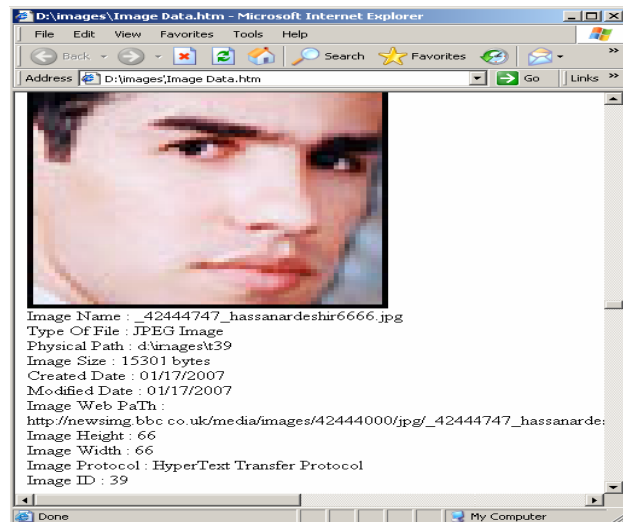 D:\images\Image Data.htm - Microsoft Internet Explorer
File Edit View Favorites Tools Help
Back Search Favorites »
Address D:\images\Image Data.htm Go Links »
Image Name : _42444747_hassanardeshir6666.jpg
Type Of File : JPEG Image
Physical Path : d:\images\t39
Image Size : 15301 bytes
Created Date : 01/17/2007
Modified Date : 01/17/2007
Image Web PaTh :
http://newsimg.bbc.co.uk/media/images/42444000/jpg/_42444747_hassanarde
Image Height : 66
Image Width : 66
Image Protocol : HyperText Transfer Protocol
Image ID : 39
Done My Computer